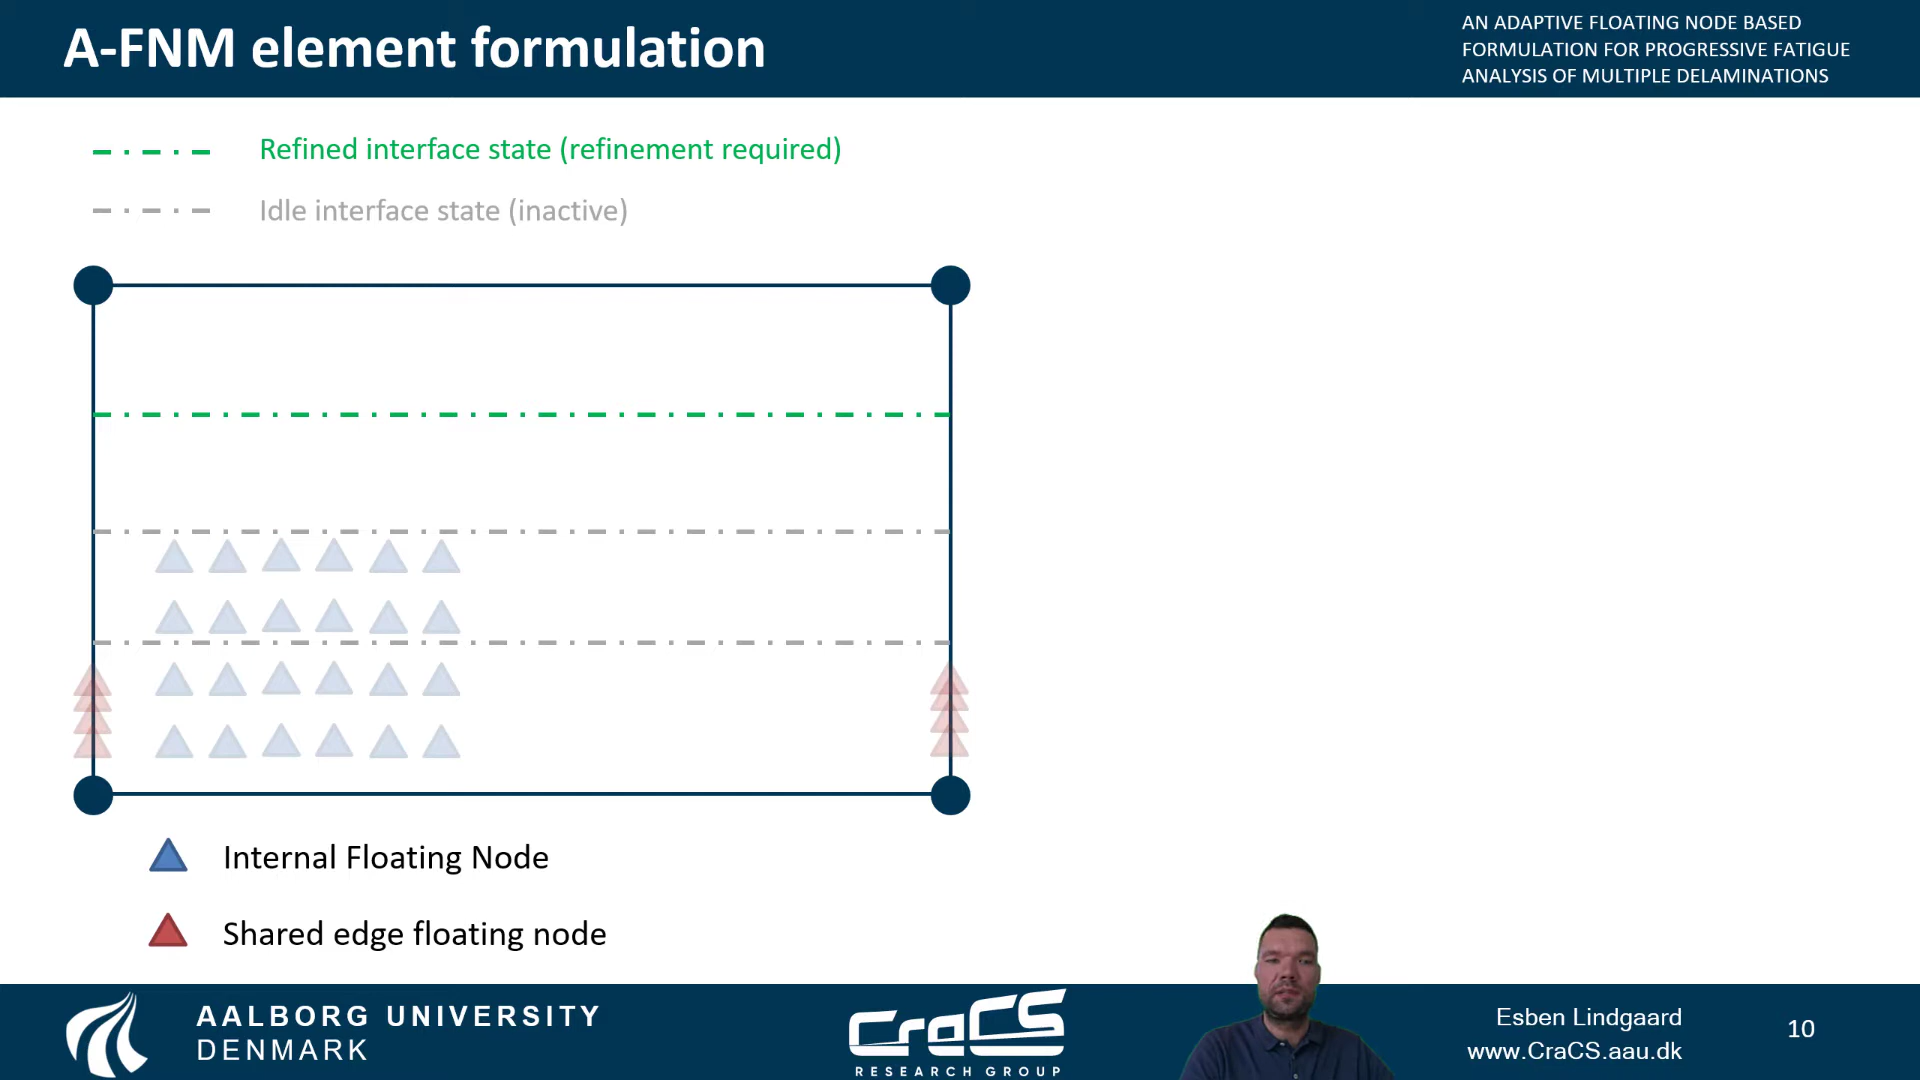 A-FNM element formulation
AN ADAPTIVE FLOATING NODE BASED
FORMULATION FOR PROGRESSIVE FATIGUE
ANALYSIS OF MULTIPLE DELAMINATIONS
Refined interface state (refinement required)
Idle interface state (inactive)
Internal Floating Node
Shared edge floating node
AALBORG UNIVERSITY
DENMARK
CraCS
RESEARCH GROUP
Esben Lindgaard
www.CraCS.aau.dk
10